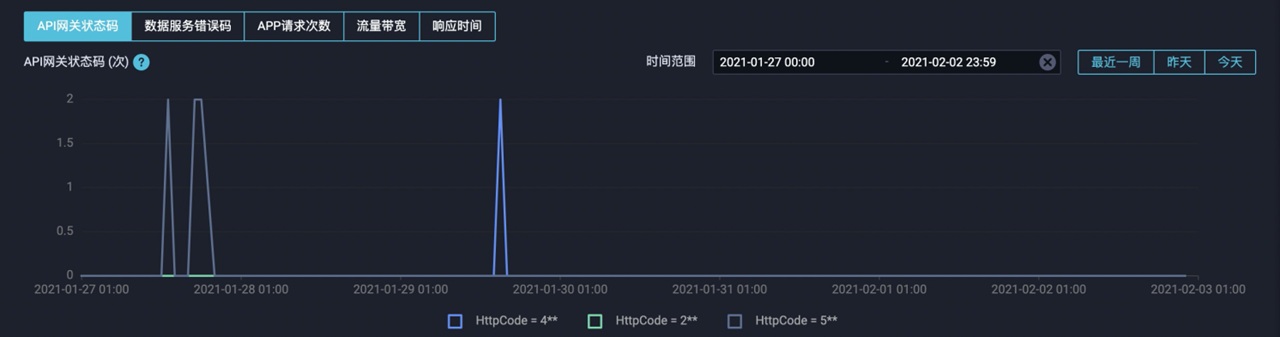 API网关状态码 数据服务错误码 APP请求次数 流量带宽 响应时间
API网关状态码 (次) ? 时间范围 2021-01-27 00:00 - 2021-02-02 23:59 最近一周 昨天 今天
2
1.5
1
0.5
0
2021-01-27 01:00 2021-01-28 01:00 2021-01-29 01:00 2021-01-30 01:00 2021-01-31 01:00 2021-02-01 01:00 2021-02-02 01:00 2021-02-03 01:00
HttpCode = 4** HttpCode = 2** HttpCode = 5**